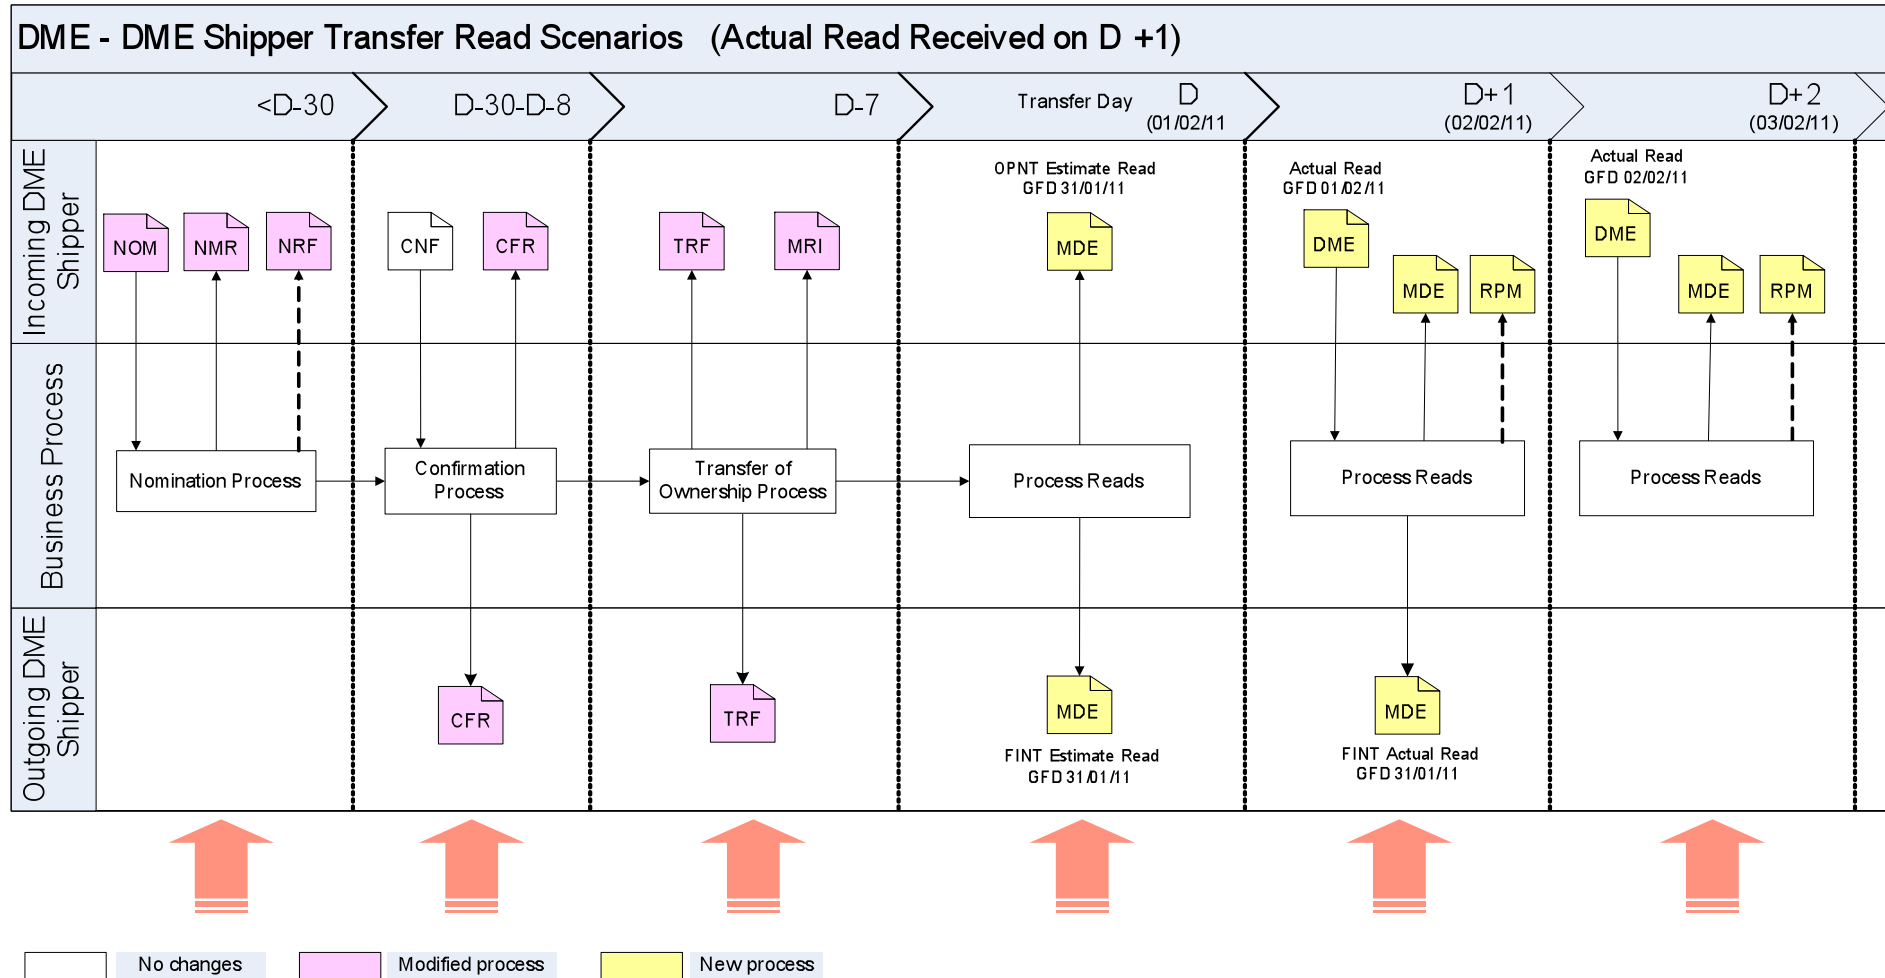 DME - DME Shipper Transfer Read Scenarios (Actual Read Received on D +1)
<D-30
D-30-D-8
D-7
Transfer Day D
(01/02/11
D+1
(02/02/11)
D+2
(03/02/11)
Incoming DME
Shipper
NOM
NMR
NRF
CNF
CFR
TRF
MRI
OPNT Estimate Read
GFD 31/01/11
MDE
Actual Read
GFD 01/02/11
DME
MDE
RPM
Actual Read
GFD 02/02/11
DME
MDE
RPM
Business Process
Nomination Process
Confirmation
Process
Transfer of
Ownership Process
Process Reads
Process Reads
Process Reads
Outgoing DME
Shipper
CFR
TRF
MDE
FINT Estimate Read
GFD 31/01/11
MDE
FINT Actual Read
GFD 31/01/11
No changes
Modified process
New process